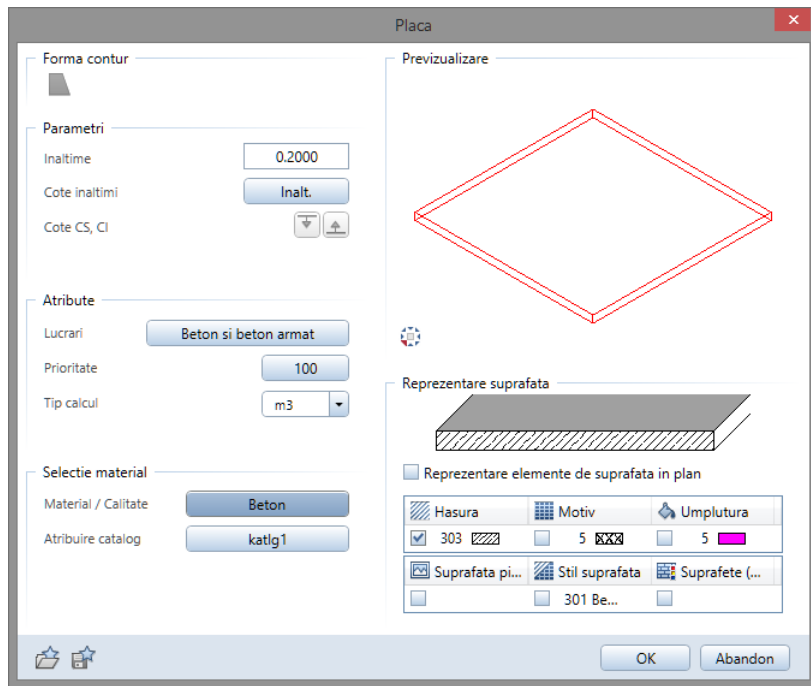 Placa
Forma contur
Parametri
Inaltime 0.2000
Cote inaltimi Inalt.
Cote CS, CI
Atribute
Lucrari Beton si beton armat
Prioritate 100
Tip calcul m3
Selectie material
Material / Calitate Beton
Atribuire catalog katlg1
Previzualizare
Reprezentare suprafata
Reprezentare elemente de suprafata in plan
Hasura Motiv Umplutura
303 5 5
Suprafata pi... Stil suprafata Suprafete (...
301 Be...
OK Abandon